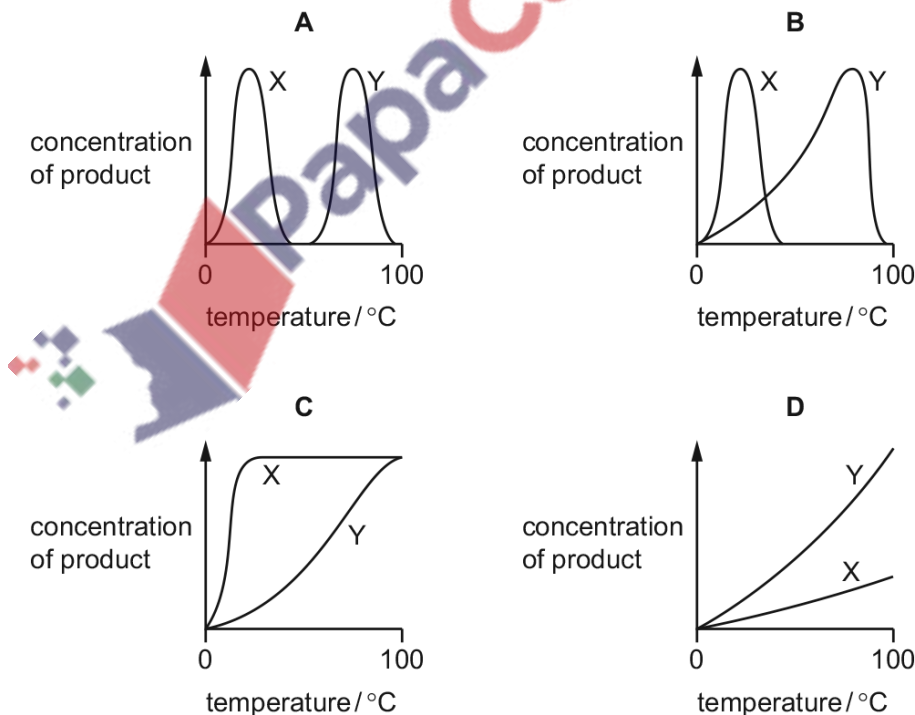 A
B
concentration
of product
X
Y
0
100
temperature / °C
concentration
of product
X
Y
0
100
temperature / °C
C
D
concentration
of product
X
Y
0
100
temperature / °C
concentration
of product
Y
X
0
100
temperature / °C
Papa